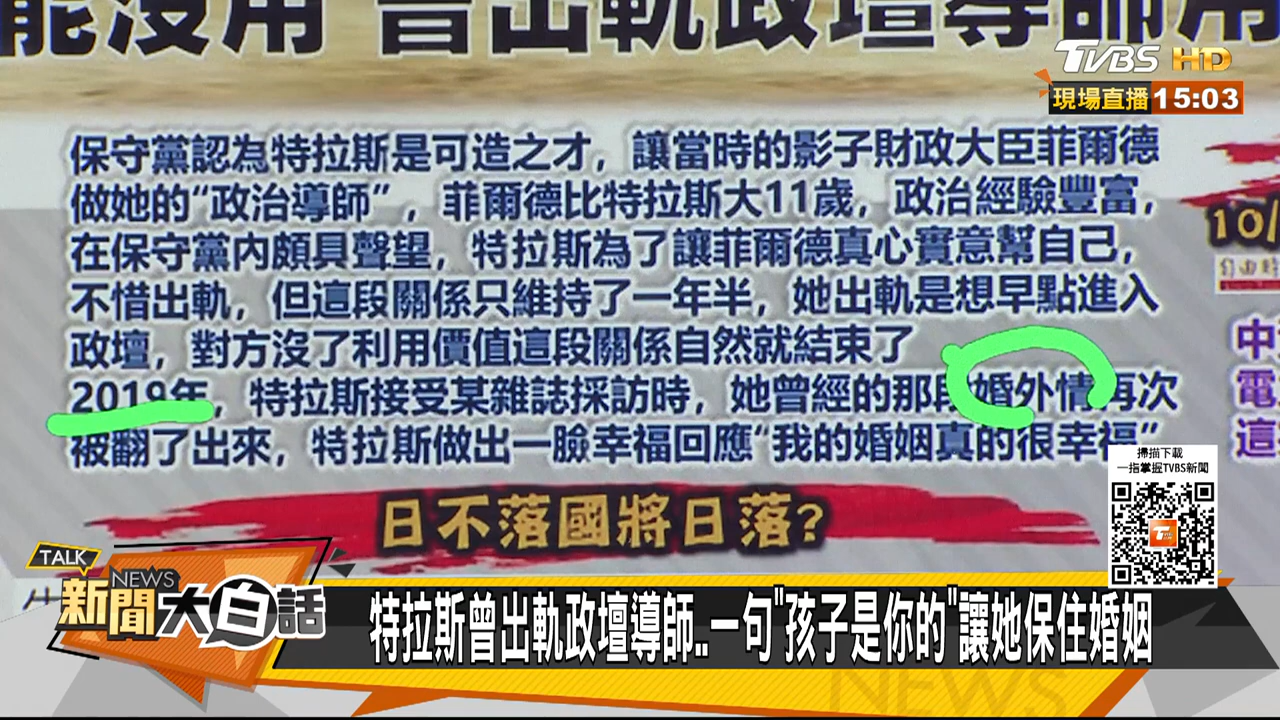 能沒用 曾出軌政壇導師用
TVBS HD
現場直播 15:03
保守黨認為特拉斯是可造之才，讓當時的影子財政大臣菲爾德
做她的“政治導師”，菲爾德比特拉斯大11歲，政治經驗豐富，
在保守黨內頗具聲望，特拉斯為了讓菲爾德真心實意幫自己，
不惜出軌，但這段關係只維持了一年半，她出軌是想早點進入
政壇，對方沒了利用價值這段關係自然就結束了
2019年，特拉斯接受某雜誌採訪時，她曾經的那段婚外情再次
被翻了出來，特拉斯做出一臉幸福回應“我的婚姻真的很幸福”
10/
自由時
中
電
這
掃描下載
一指掌握TVBS新聞
日不落國將日落？
TALK
NEWS
新聞大白話
特拉斯曾出軌政壇導師..一句"孩子是你的"讓她保住婚姻
NEWS